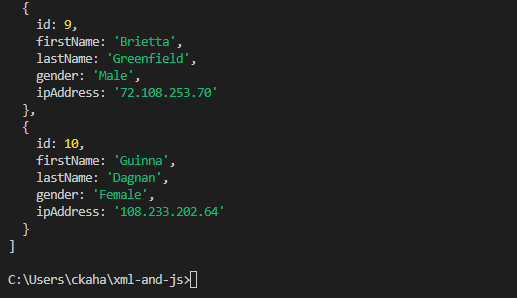 {
id: 9,
firstName: 'Brietta',
lastName: 'Greenfield',
gender: 'Male',
ipAddress: '72.108.253.70'
},
{
id: 10,
firstName: 'Guinna',
lastName: 'Dagnan',
gender: 'Female',
ipAddress: '108.233.202.64'
}
]
C:\Users\ckaha\xml-and-js>